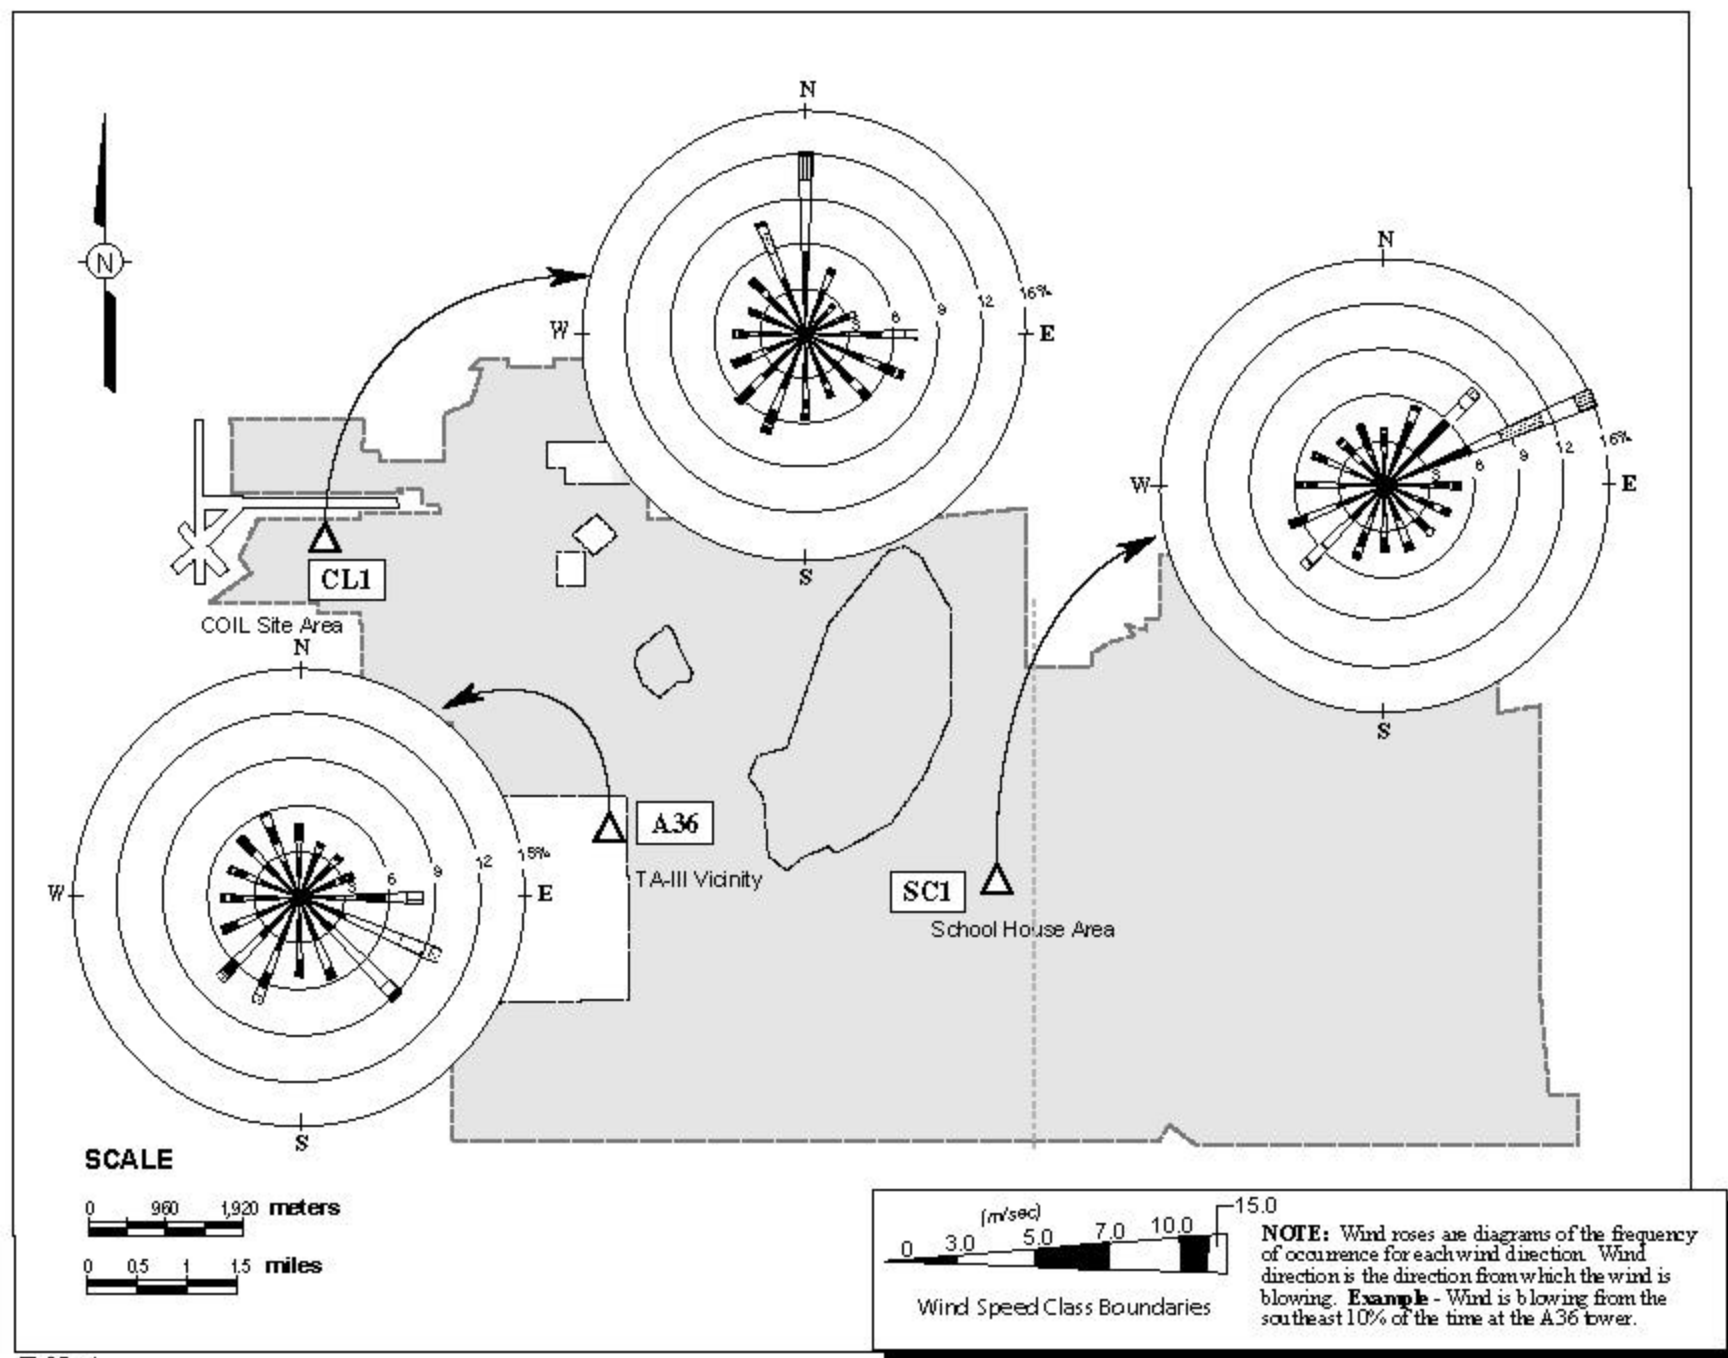 N
16%
12
9
6
3
W
E
S
N
N
16%
12
9
6
3
W
E
S
CL1
COIL Site Area
N
15%
12
9
6
3
W
E
S
A36
TA-III Vicinity
SC1
School House Area
SCALE
0 960 1,920 meters
0 0.5 1 1.5 miles
(m/sec)
0 3.0 5.0 7.0 10.0 15.0
Wind Speed Class Boundaries
NOTE: Wind roses are diagrams of the frequency
of occurrence for each wind direction. Wind
direction is the direction from which the wind is
blowing. Example - Wind is blowing from the
southeast 10% of the time at the A36 tower.